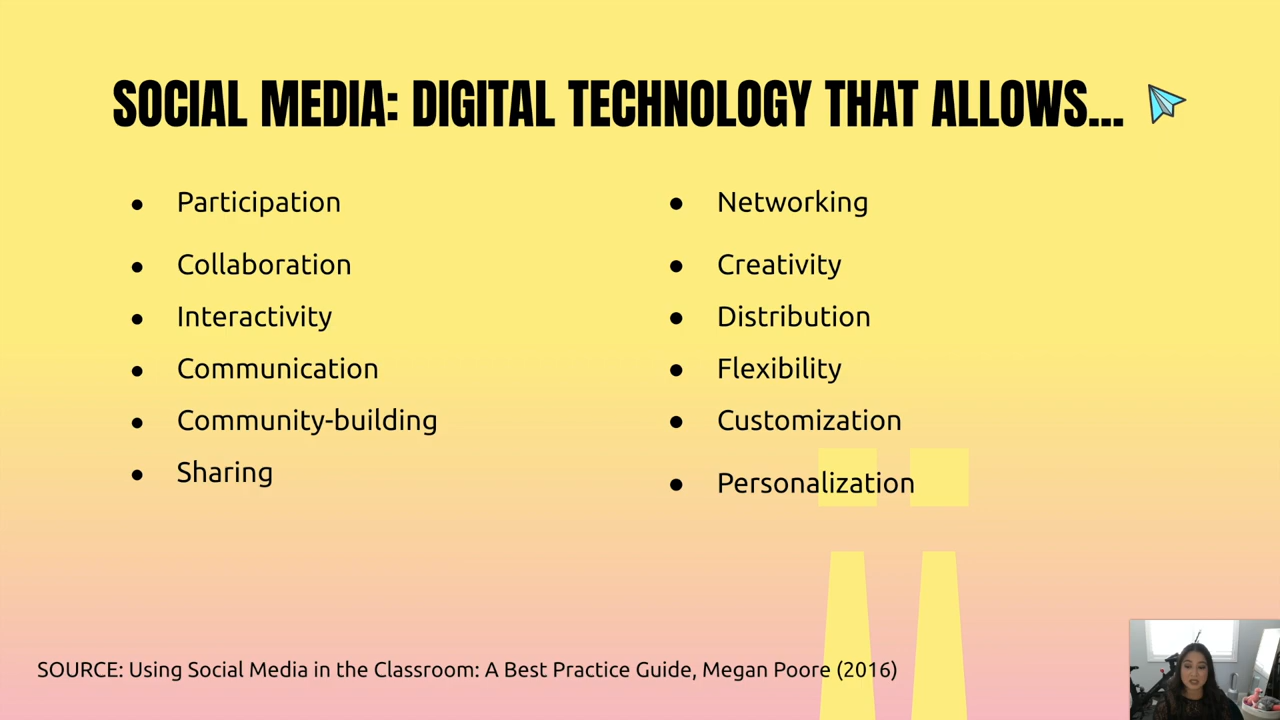 SOCIAL MEDIA: DIGITAL TECHNOLOGY THAT ALLOWS...
Participation
Collaboration
Interactivity
Communication
Community-building
Sharing
Networking
Creativity
Distribution
Flexibility
Customization
Personalization
SOURCE: Using Social Media in the Classroom: A Best Practice Guide, Megan Poore (2016)